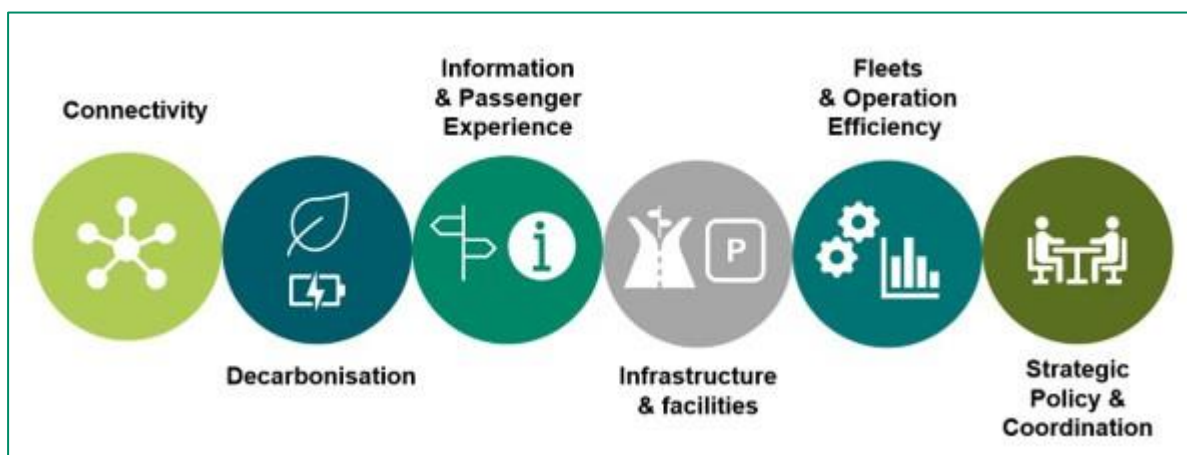 Connectivity
Decarbonisation
Information
& Passenger
Experience
i
Infrastructure
& facilities
P
Fleets
& Operation
Efficiency
Strategic
Policy &
Coordination